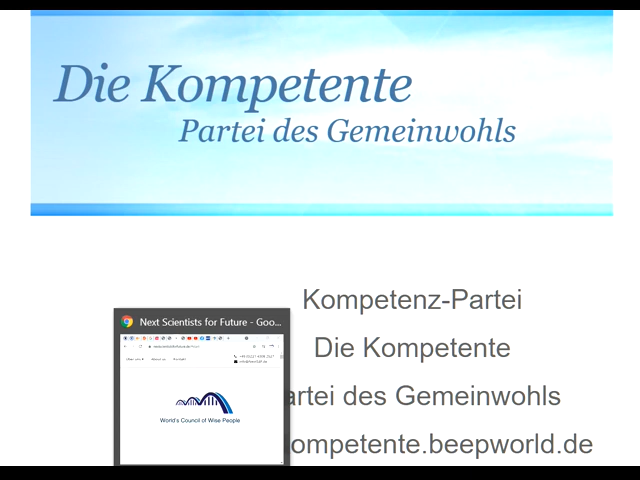 Die Kompetente
Partei des Gemeinwohls
Kompetenz-Partei
Next Scientists for Future - Goo...
Die Kompetente
World's Council of Wise People
artei des Gemeinwohls
ompetente.beepworld.de